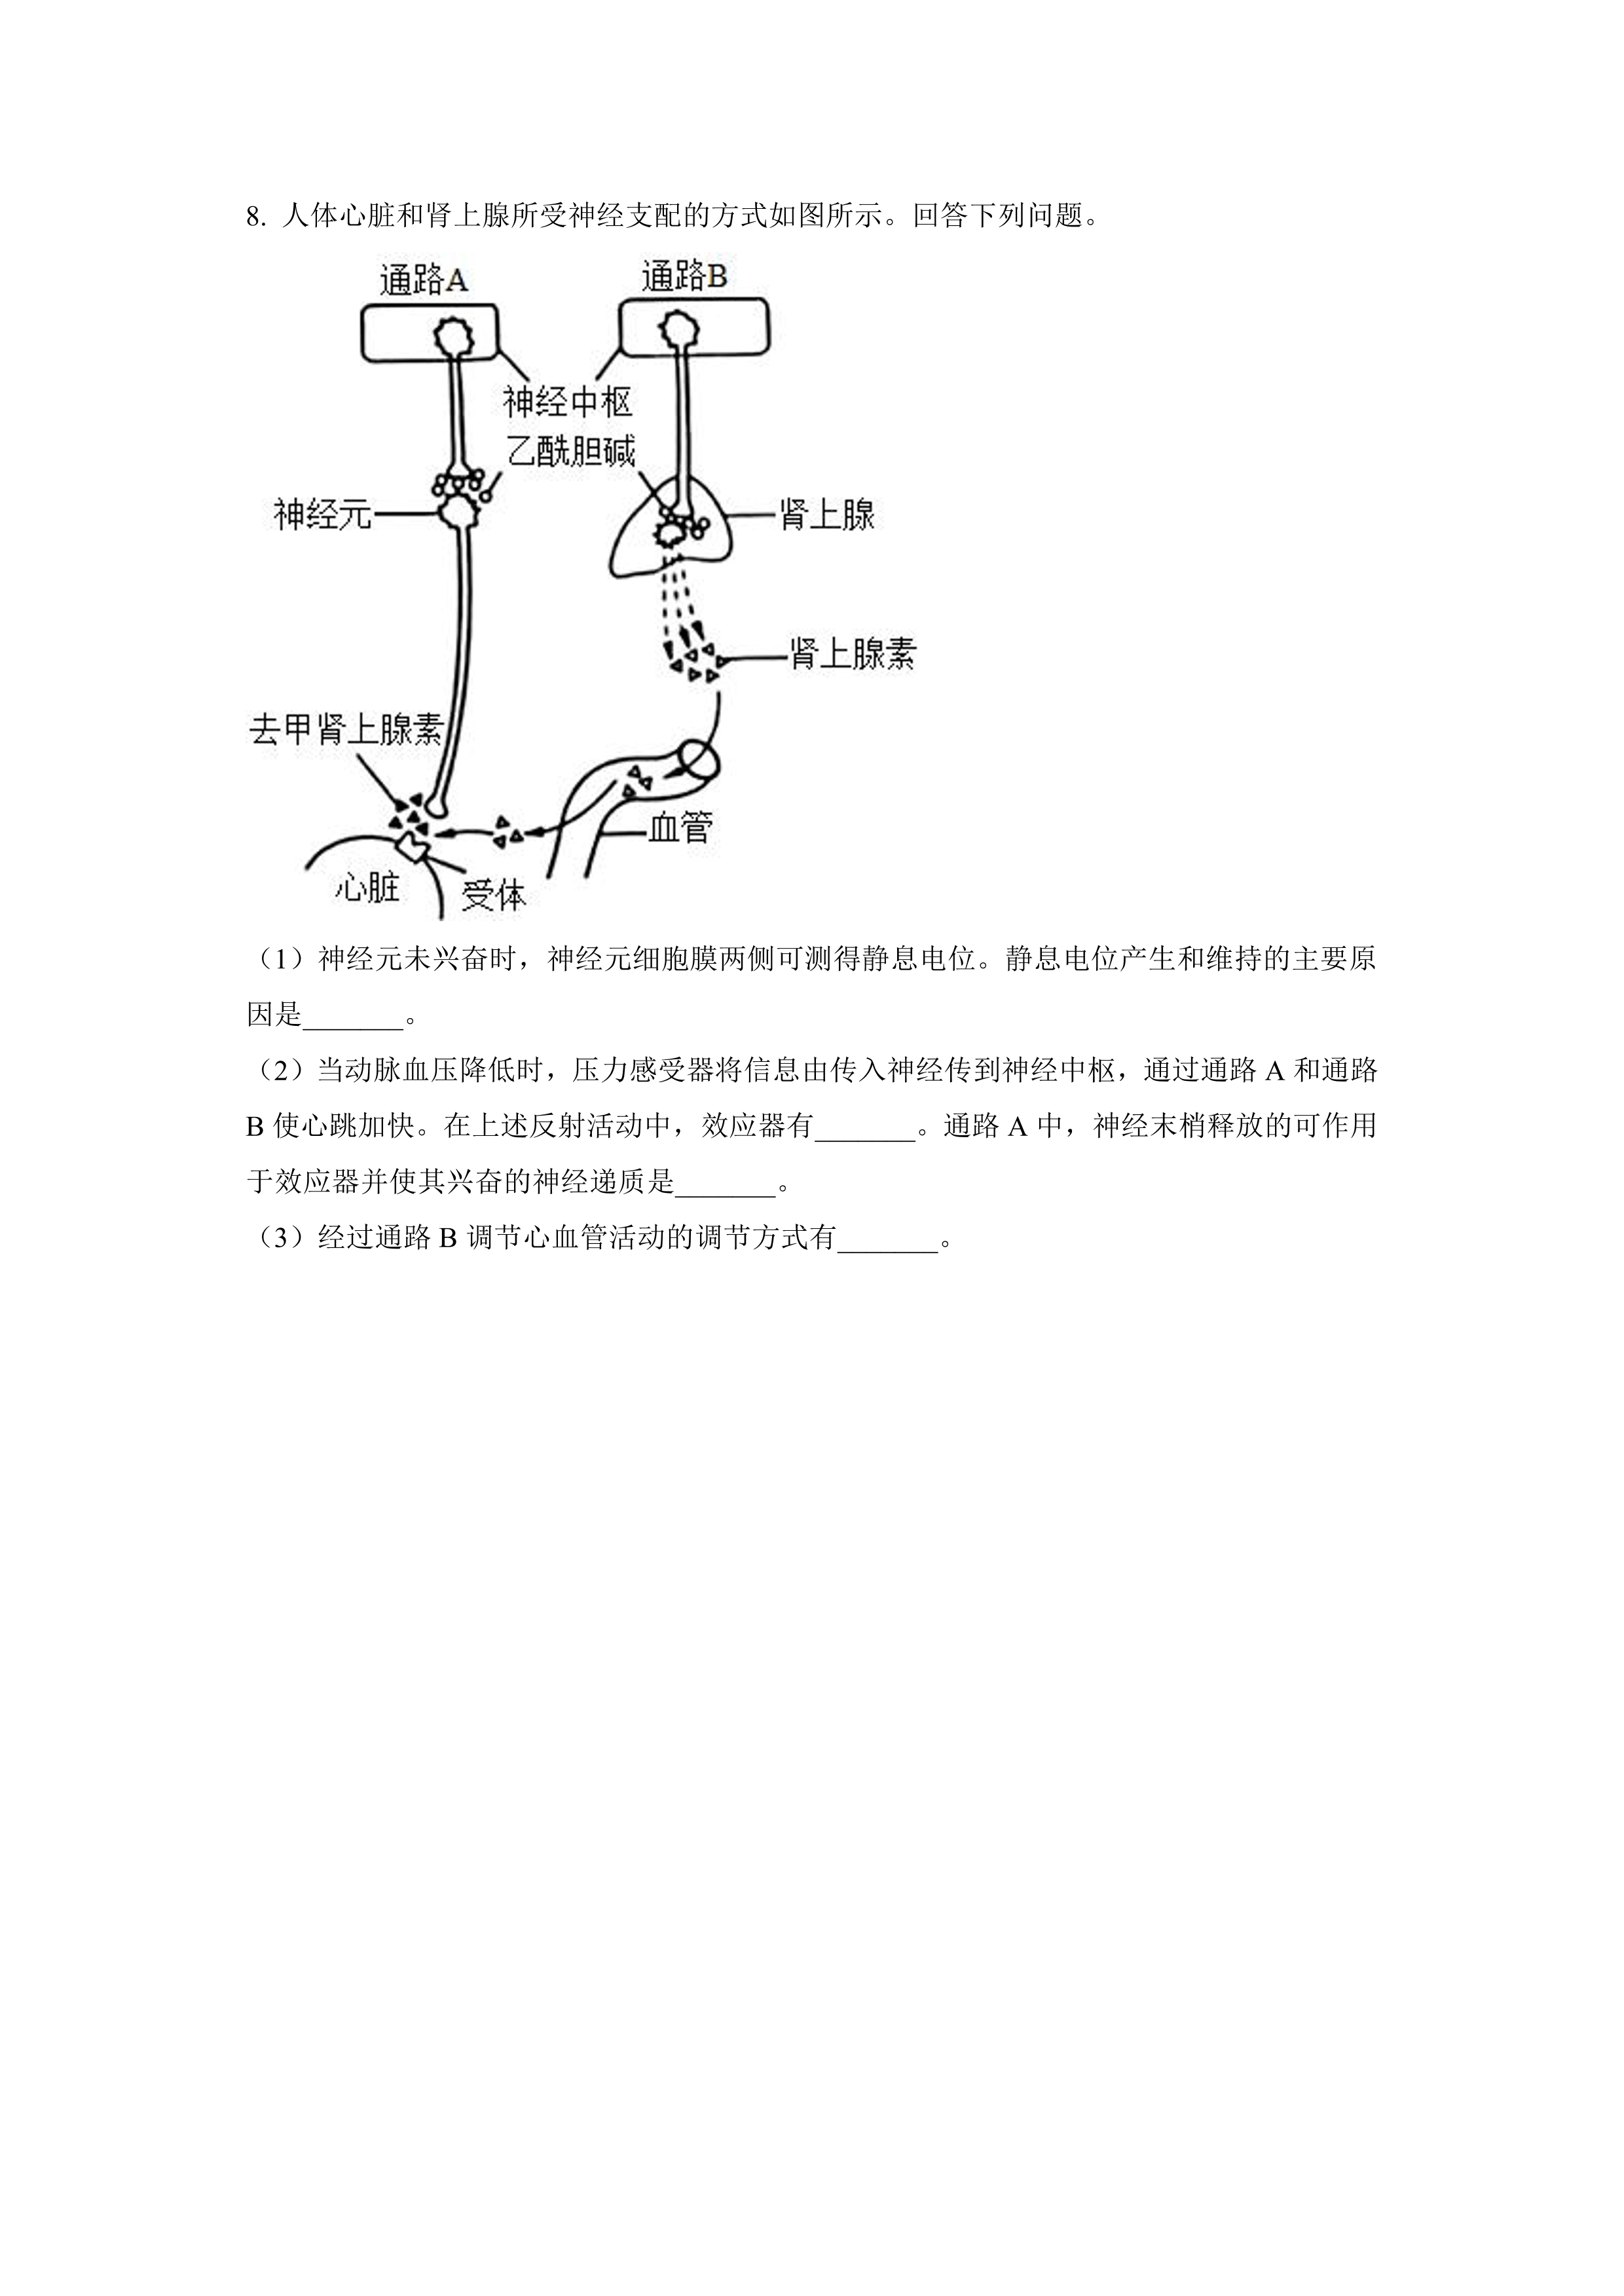 8. 人体心脏和肾上腺所受神经支配的方式如图所示。回答下列问题。
通路A
通路B
神经中枢
乙酰胆碱
神经元
肾上腺
肾上腺素
去甲肾上腺素
血管
心脏
受体
（1）神经元未兴奋时，神经元细胞膜两侧可测得静息电位。静息电位产生和维持的主要原
因是_______。
（2）当动脉血压降低时，压力感受器将信息由传入神经传到神经中枢，通过通路 A 和通路
B 使心跳加快。在上述反射活动中，效应器有_______。通路 A 中，神经末梢释放的可作用
于效应器并使其兴奋的神经递质是_______。
（3）经过通路 B 调节心血管活动的调节方式有_______。